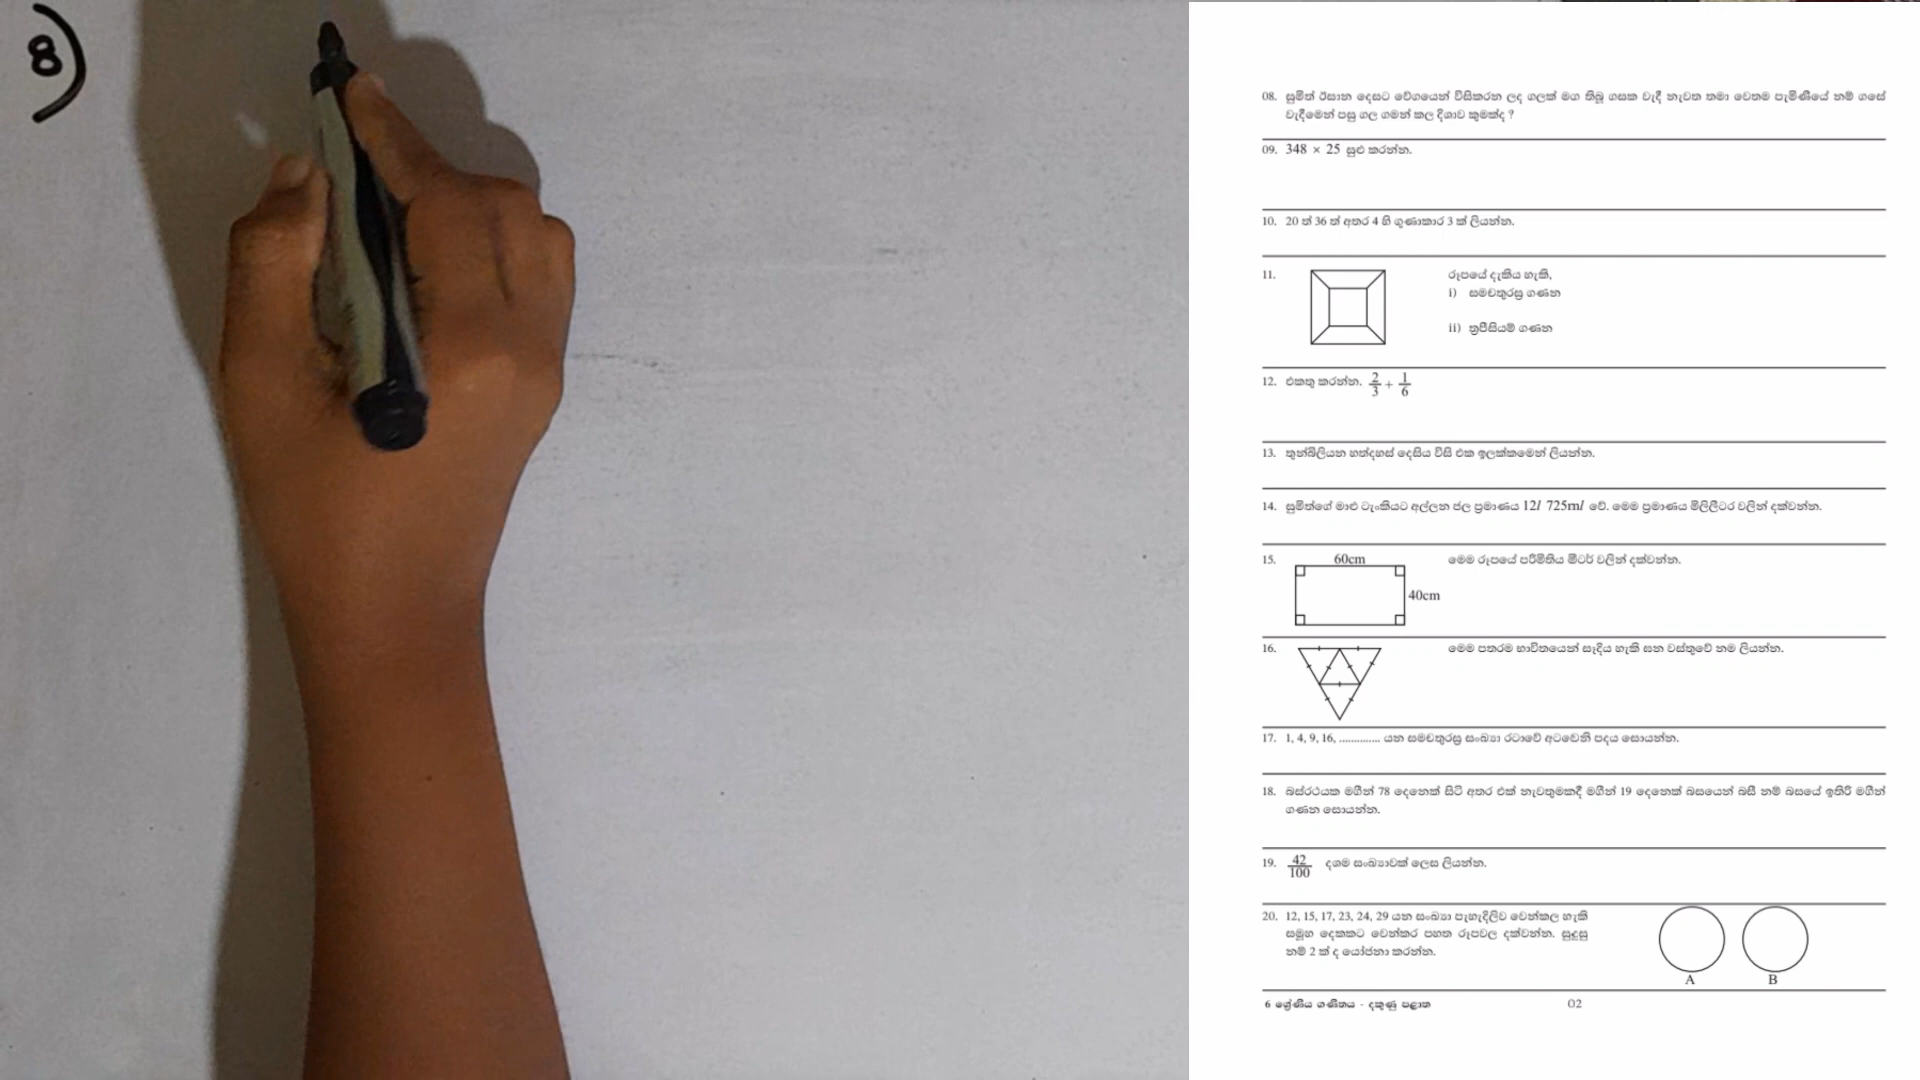 8)
08. සුමිත් ඊසාන දෙසට වේගයෙන් විසිකරන ලද ගලක් මග තිබූ ගසක වැදී නැවත තමා වෙතම පැමිණියේ නම් ගසේ
වැදීමෙන් පසු ගල ගමන් කල දිශාව කුමක්ද ?
09. 348 × 25 සුළු කරන්න.
10. 20 ත් 36 ත් අතර 4 හි ගුණාකාර 3 ක් ලියන්න.
11. රූපයේ දැකිය හැකි,
i) සමචතුරස්‍ර ගණන
ii) ත්‍රපීසියම් ගණන
12. එකතු කරන්න. 2/3 + 1/6
13. තුන්බිලියන හත්දහස් දෙසිය විසි එක ඉලක්කමෙන් ලියන්න.
14. සුමිත්ගේ මාළු ටැංකියට අල්ලන ජල ප්‍රමාණය 12l 725ml වේ. මෙම ප්‍රමාණය මිලිලීටර වලින් දක්වන්න.
15. 60cm මෙම රූපයේ පරිමිතිය මීටර් වලින් දක්වන්න.
40cm
16. මෙම පතරම භාවිතයෙන් සෑදිය හැකි ඝන වස්තුවේ නම ලියන්න.
17. 1, 4, 9, 16, .............. යන සමචතුරස්‍ර සංඛ්‍යා රටාවේ අටවෙනි පදය සොයන්න.
18. බස්රථයක මගීන් 78 දෙනෙක් සිටි අතර එක් නැවතුමකදී මගීන් 19 දෙනෙක් බසයෙන් බසී නම් බසයේ ඉතිරි මගීන්
ගණන සොයන්න.
19. 42/100 දශම සංඛ්‍යාවක් ලෙස ලියන්න.
20. 12, 15, 17, 23, 24, 29 යන සංඛ්‍යා පැහැදිලිව වෙන්කල හැකි
සමූහ දෙකකට වෙන්කර පහත රූපවල දක්වන්න. සුදුසු
නම් 2 ක් ද යෝජනා කරන්න.
A B
6 ශ්‍රේණිය ගණිතය - දකුණු පළාත 02